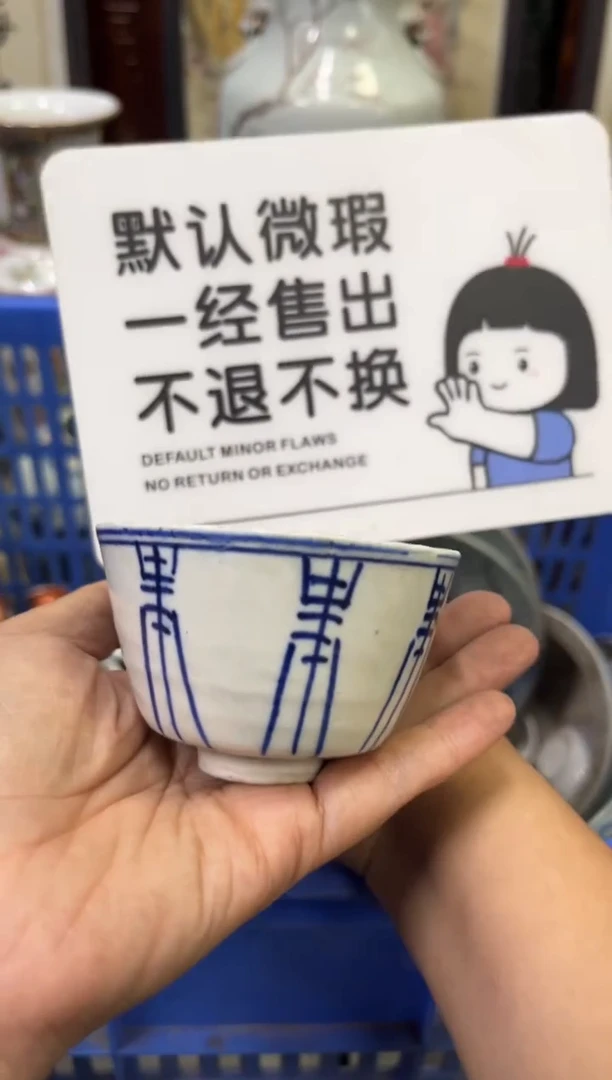 默认微瑕
一经售出
不退不换
DEFAULT MINOR FLAWS
NO RETURN OR EXCHANGE